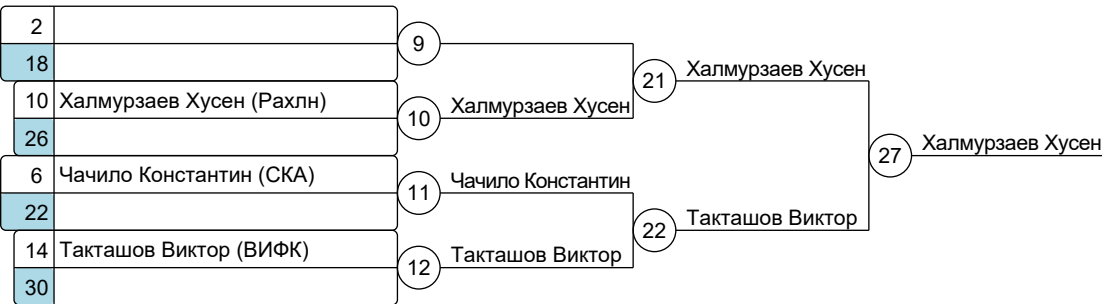 2
18
9
10 Халмурзаев Хусен (Рахлн)
26
10 Халмурзаев Хусен
21 Халмурзаев Хусен
6 Чачило Константин (СКА)
22
11 Чачило Константин
14 Такташов Виктор (ВИФК)
30
12 Такташов Виктор
22 Такташов Виктор
27 Халмурзаев Хусен